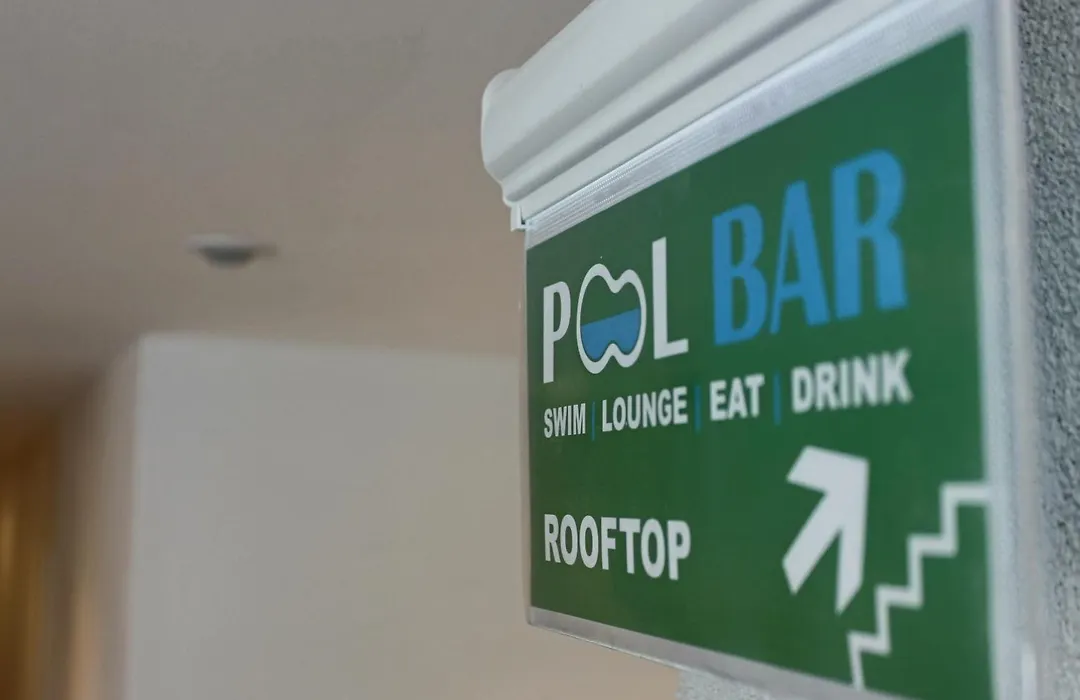 POOL BAR
SWIM | LOUNGE | EAT | DRINK
ROOFTOP